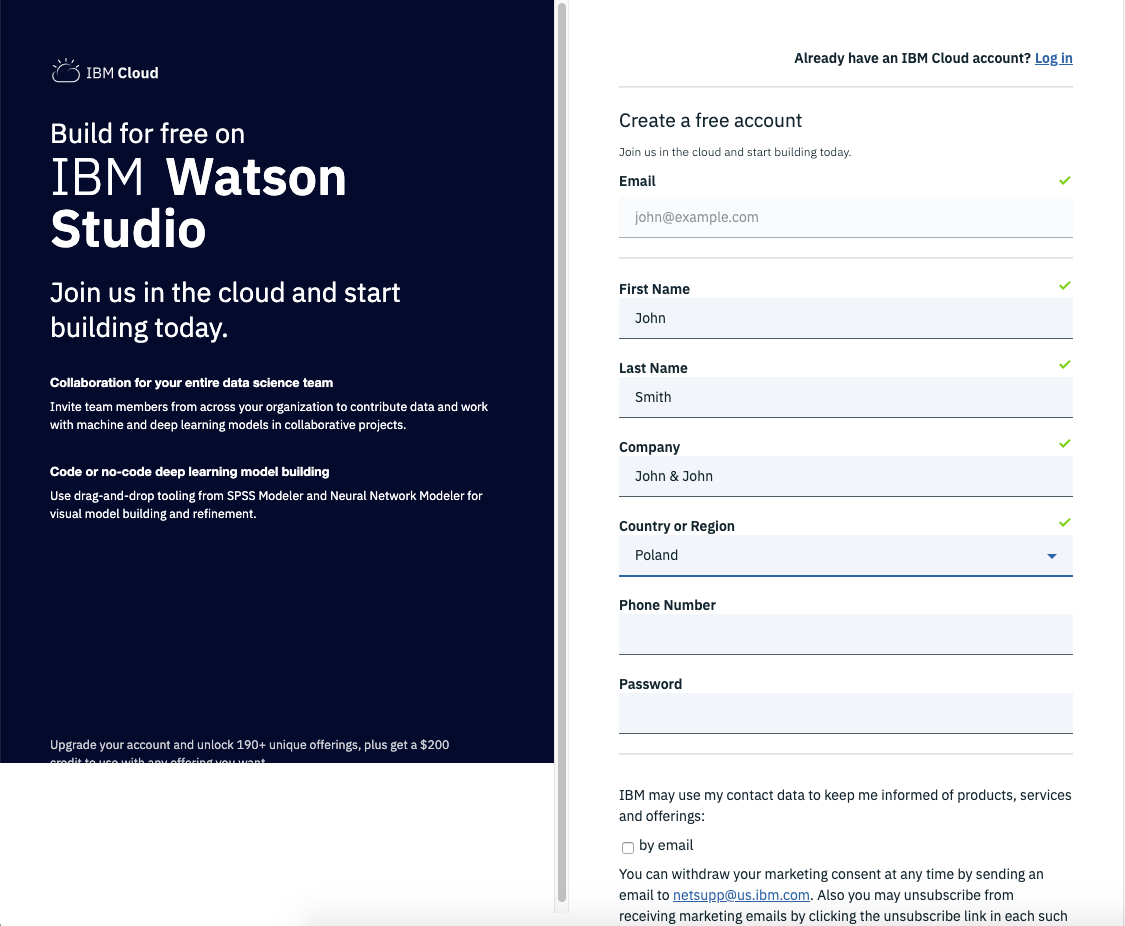 IBM Cloud
Build for free on
IBM Watson
Studio
Join us in the cloud and start
building today.
Collaboration for your entire data science team
Invite team members from across your organization to contribute data and work
with machine and deep learning models in collaborative projects.
Code or no-code deep learning model building
Use drag-and-drop tooling from SPSS Modeler and Neural Network Modeler for
visual model building and refinement.
Upgrade your account and unlock 190+ unique offerings, plus get a $200
credit to use with any offering you want.
Already have an IBM Cloud account? Log in
Create a free account
Join us in the cloud and start building today.
Email
john@example.com
First Name
John
Last Name
Smith
Company
John & John
Country or Region
Poland
Phone Number
Password
IBM may use my contact data to keep me informed of products, services
and offerings:
by email
You can withdraw your marketing consent at any time by sending an
email to netsupp@us.ibm.com. Also you may unsubscribe from
receiving marketing emails by clicking the unsubscribe link in each such